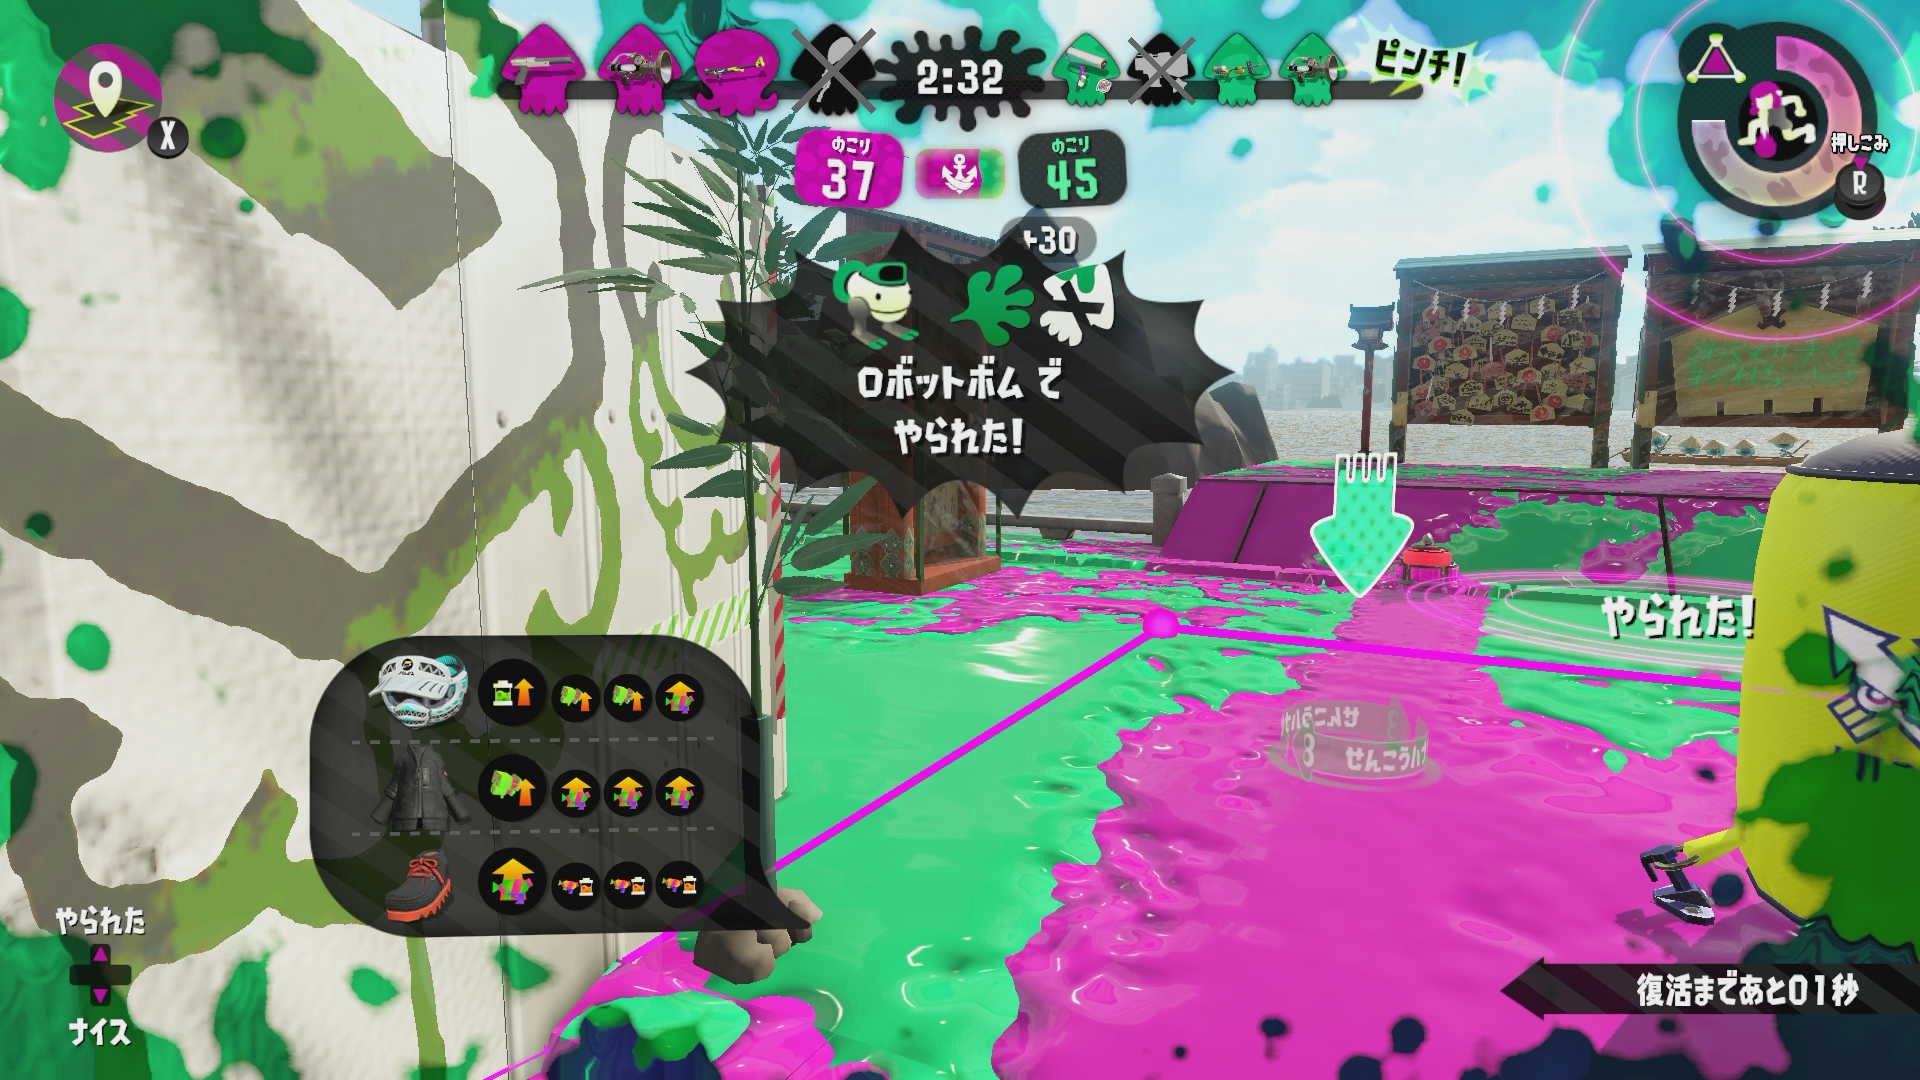 2:32
ピンチ!
X
のこり
37
のこり
45
+30
押しこみ
R
ロボットボムで
やられた!
やられた!
8
8 せんこうハ
やられた
ナイス
復活まであと01秒